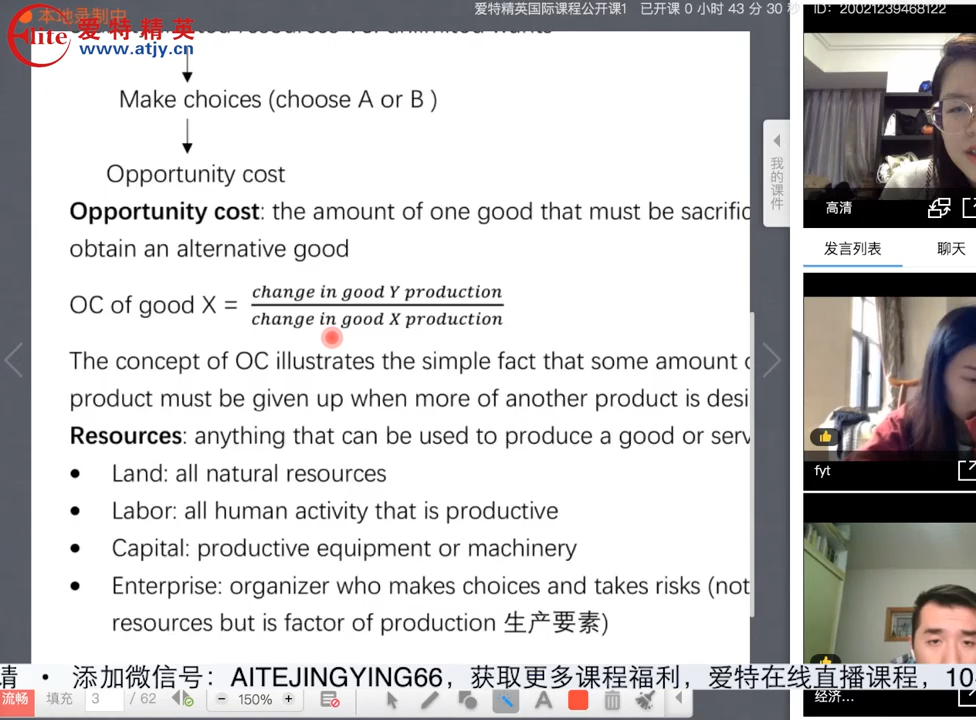 本地录制中
爱特精英国际课程公开课1 已开课 0 小时 43 分 30 秒
ID: 20021239468122
Elite 爱特精英
www.atjy.cn
Make choices (choose A or B )
Opportunity cost
Opportunity cost: the amount of one good that must be sacrific
obtain an alternative good
OC of good X = change in good Y production
change in good X production
The concept of OC illustrates the simple fact that some amount
product must be given up when more of another product is desi
Resources: anything that can be used to produce a good or serv
• Land: all natural resources
• Labor: all human activity that is productive
• Capital: productive equipment or machinery
• Enterprise: organizer who makes choices and takes risks (not
resources but is factor of production 生产要素)
我的课件
高清
发言列表 聊天
fyt
经济...
请 · 添加微信号：AITEJINGYING66，获取更多课程福利，爱特在线直播课程，10
流畅 填充 3 / 62 150% A